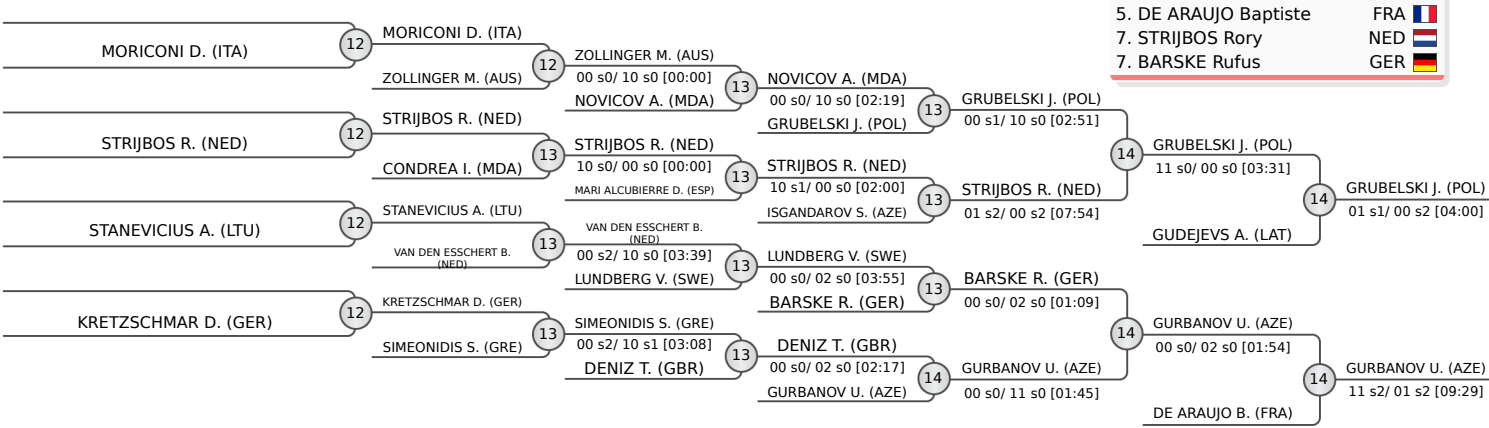 5. DE ARAUJO Baptiste FRA
7. STRIJBOS Rory NED
7. BARSKE Rufus GER
MORICONI D. (ITA)
12
STRIJBOS R. (NED)
12
STANEVICIUS A. (LTU)
12
KRETZSCHMAR D. (GER)
12
MORICONI D. (ITA)
12
ZOLLINGER M. (AUS)
STRIJBOS R. (NED)
13
CONDREA I. (MDA)
STANEVICIUS A. (LTU)
13
VAN DEN ESSCHERT B.
(NED)
KRETZSCHMAR D. (GER)
13
SIMEONIDIS S. (GRE)
ZOLLINGER M. (AUS)
00 s0/ 10 s0 [00:00]
13
NOVICOV A. (MDA)
STRIJBOS R. (NED)
10 s0/ 00 s0 [00:00]
13
MARI ALCUBIERRE D. (ESP)
VAN DEN ESSCHERT B.
(NED)
00 s2/ 10 s0 [03:39]
13
LUNDBERG V. (SWE)
SIMEONIDIS S. (GRE)
00 s2/ 10 s1 [03:08]
13
DENIZ T. (GBR)
NOVICOV A. (MDA)
00 s0/ 10 s0 [02:19]
13
GRUBELSKI J. (POL)
STRIJBOS R. (NED)
10 s1/ 00 s0 [02:00]
13
ISGANDAROV S. (AZE)
LUNDBERG V. (SWE)
00 s0/ 02 s0 [03:55]
13
BARSKE R. (GER)
DENIZ T. (GBR)
00 s0/ 02 s0 [02:17]
14
GURBANOV U. (AZE)
GRUBELSKI J. (POL)
00 s1/ 10 s0 [02:51]
14
STRIJBOS R. (NED)
01 s2/ 00 s2 [07:54]
BARSKE R. (GER)
00 s0/ 02 s0 [01:09]
14
GURBANOV U. (AZE)
00 s0/ 11 s0 [01:45]
GRUBELSKI J. (POL)
11 s0/ 00 s0 [03:31]
14
GUDEJEVS A. (LAT)
GURBANOV U. (AZE)
00 s0/ 02 s0 [01:54]
14
DE ARAUJO B. (FRA)
GRUBELSKI J. (POL)
01 s1/ 00 s2 [04:00]
GURBANOV U. (AZE)
11 s2/ 01 s2 [09:29]